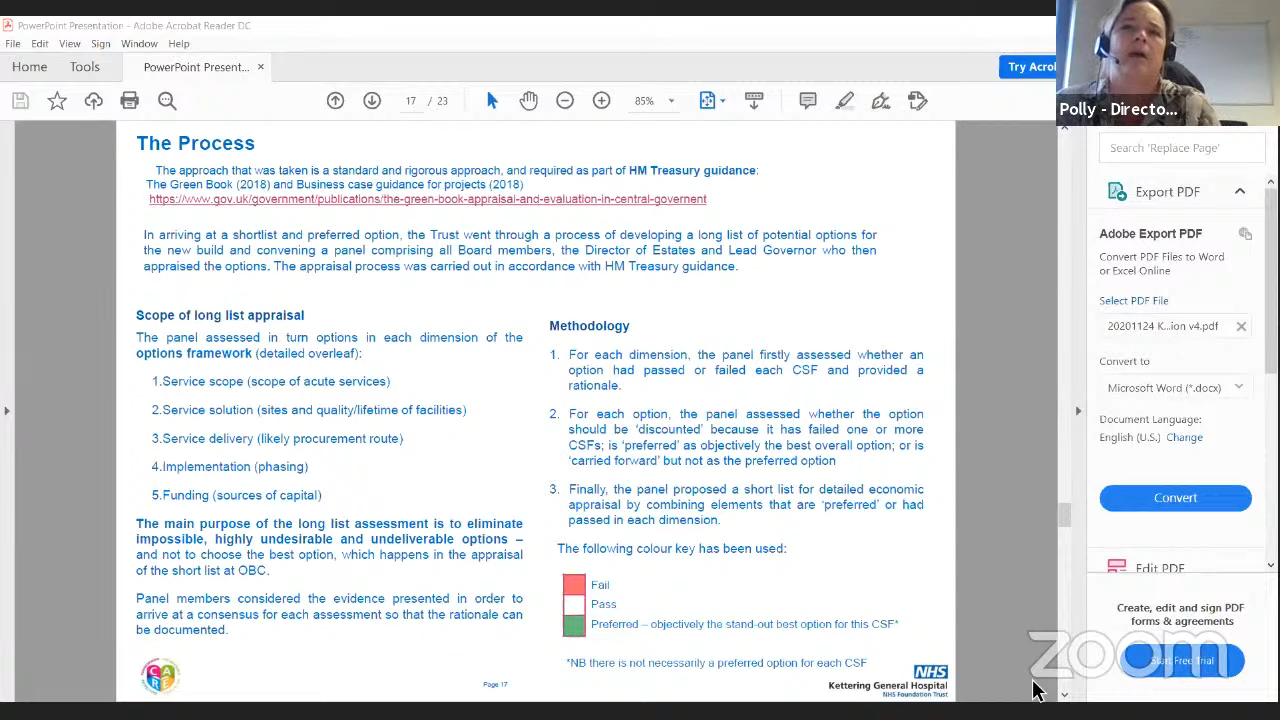 PowerPoint Presentation - Adobe Acrobat Reader DC
File Edit View Sign Window Help
Home Tools PowerPoint Present... ×
Try Acrol
17 / 23
85%
Polly - Directo...
The Process
The approach that was taken is a standard and rigorous approach, and required as part of HM Treasury guidance:
The Green Book (2018) and Business case guidance for projects (2018)
https://www.gov.uk/government/publications/the-green-book-appraisal-and-evaluation-in-central-governent
In arriving at a shortlist and preferred option, the Trust went through a process of developing a long list of potential options for
the new build and convening a panel comprising all Board members, the Director of Estates and Lead Governor who then
appraised the options. The appraisal process was carried out in accordance with HM Treasury guidance.
Scope of long list appraisal
The panel assessed in turn options in each dimension of the
options framework (detailed overleaf):
1.Service scope (scope of acute services)
2.Service solution (sites and quality/lifetime of facilities)
3.Service delivery (likely procurement route)
4.Implementation (phasing)
5.Funding (sources of capital)
The main purpose of the long list assessment is to eliminate
impossible, highly undesirable and undeliverable options –
and not to choose the best option, which happens in the appraisal
of the short list at OBC.
Panel members considered the evidence presented in order to
arrive at a consensus for each assessment so that the rationale can
be documented.
Methodology
1. For each dimension, the panel firstly assessed whether an
option had passed or failed each CSF and provided a
rationale.
2. For each option, the panel assessed whether the option
should be ‘discounted’ because it has failed one or more
CSFs; is ‘preferred’ as objectively the best overall option; or is
‘carried forward’ but not as the preferred option
3. Finally, the panel proposed a short list for detailed economic
appraisal by combining elements that are ‘preferred’ or had
passed in each dimension.
The following colour key has been used:
Fail
Pass
Preferred – objectively the stand-out best option for this CSF*
*NB there is not necessarily a preferred option for each CSF
CARE
Page 17
NHS
Kettering General Hospital
NHS Foundation Trust
Search 'Replace Page'
Export PDF
Adobe Export PDF
Convert PDF Files to Word
or Excel Online
Select PDF File
20201124 K...ion v4.pdf
Convert to
Microsoft Word (*.docx)
Document Language:
English (U.S.) Change
Convert
Edit PDF
Create, edit and sign PDF
forms & agreements
Start Free Trial
zoom